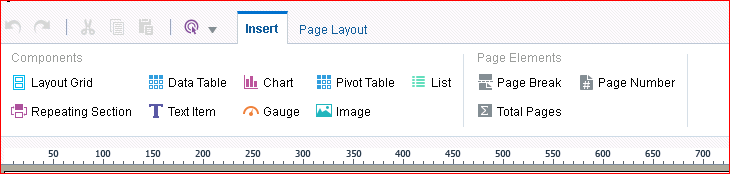 Insert Page Layout
Components Page Elements
Layout Grid Data Table Chart Pivot Table List Page Break Page Number
Repeating Section Text Item Gauge Image Total Pages
50 100 150 200 250 300 350 400 450 500 550 600 650 700